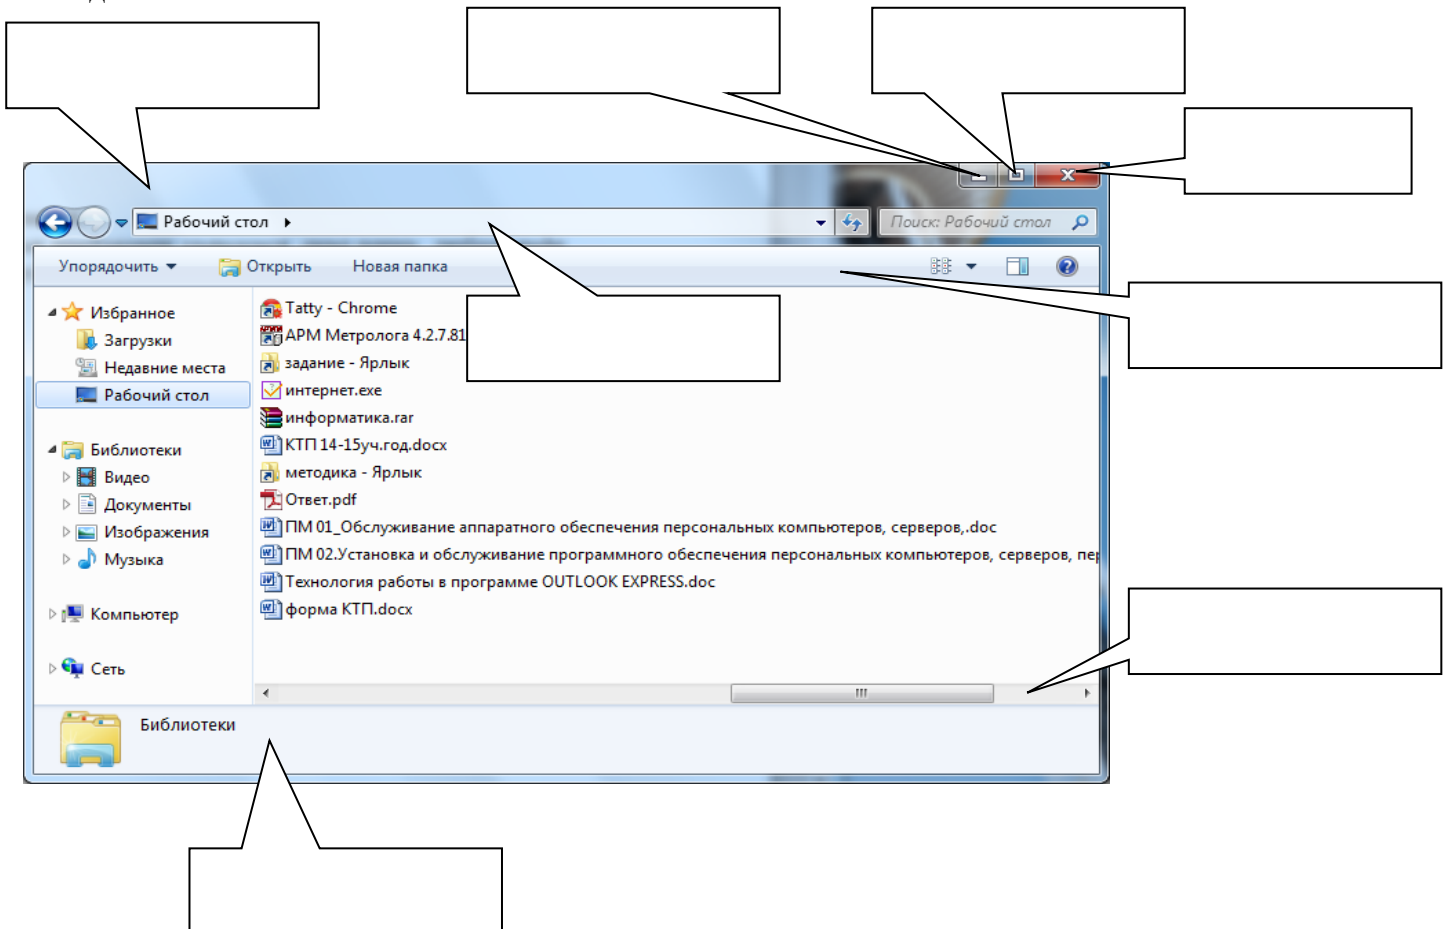 Рабочий стол
Поиск: Рабочий стол
Упорядочить Открыть Новая папка
Избранное
Загрузки
Недавние места
Рабочий стол
Библиотеки
Видео
Документы
Изображения
Музыка
Компьютер
Сеть
Tatty - Chrome
АРМ Метролога 4.2.7.81
задание - Ярлык
интернет.exe
информатика.rar
КТП 14-15уч.год.docx
методика - Ярлык
Ответ.pdf
ПМ 01_Обслуживание аппаратного обеспечения персональных компьютеров, серверов,.doc
ПМ 02.Установка и обслуживание программного обеспечения персональных компьютеров, серверов, пер
Технология работы в программе OUTLOOK EXPRESS.doc
форма КТП.docx
Библиотеки